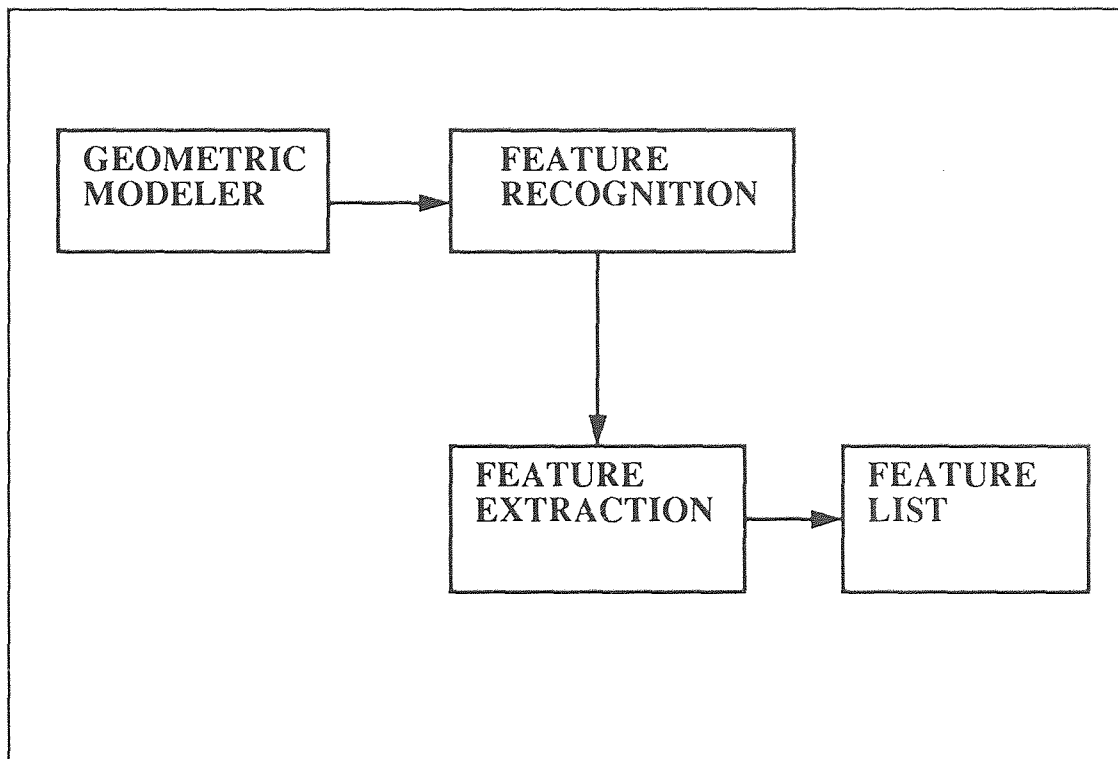 GEOMETRIC
MODELER
FEATURE
RECOGNITION
FEATURE
EXTRACTION
FEATURE
LIST